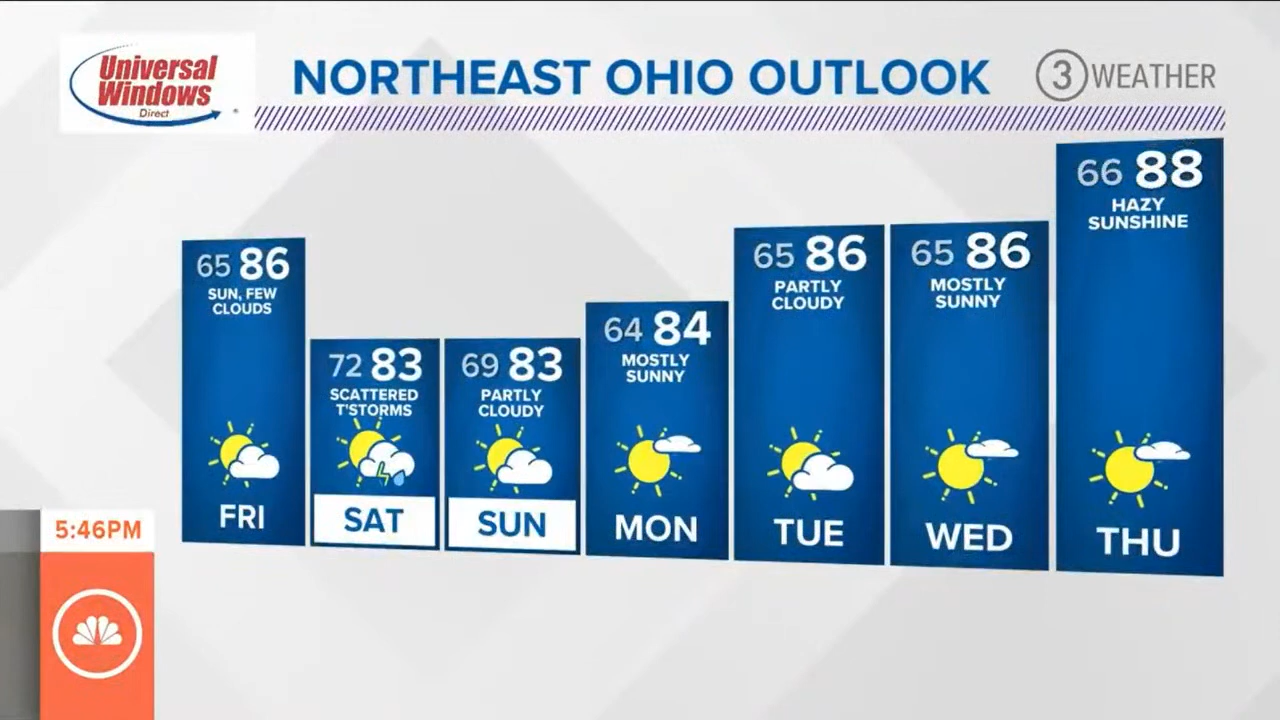 Universal
Windows
Direct
NORTHEAST OHIO OUTLOOK
3 WEATHER
65 86
SUN, FEW
CLOUDS
FRI
72 83
SCATTERED
T'STORMS
SAT
69 83
PARTLY
CLOUDY
SUN
64 84
MOSTLY
SUNNY
MON
65 86
PARTLY
CLOUDY
TUE
65 86
MOSTLY
SUNNY
WED
66 88
HAZY
SUNSHINE
THU
5:46PM